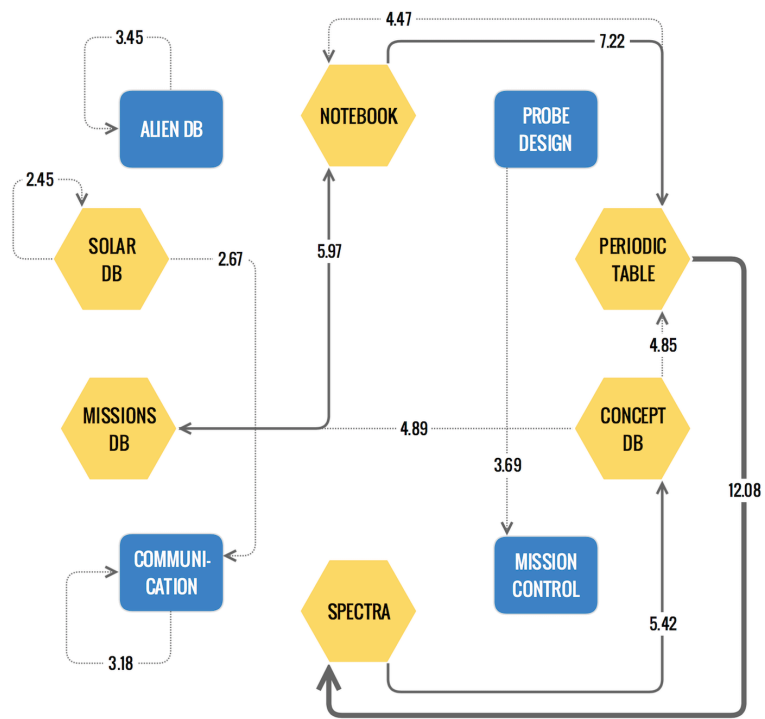 4.47
3.45
7.22
ALIEN DB
NOTEBOOK
PROBE
DESIGN
2.45
SOLAR
DB
2.67
5.97
PERIODIC
TABLE
4.85
MISSIONS
DB
4.89
CONCEPT
DB
3.69
12.08
COMMUNI-
CATION
MISSION
CONTROL
SPECTRA
5.42
3.18